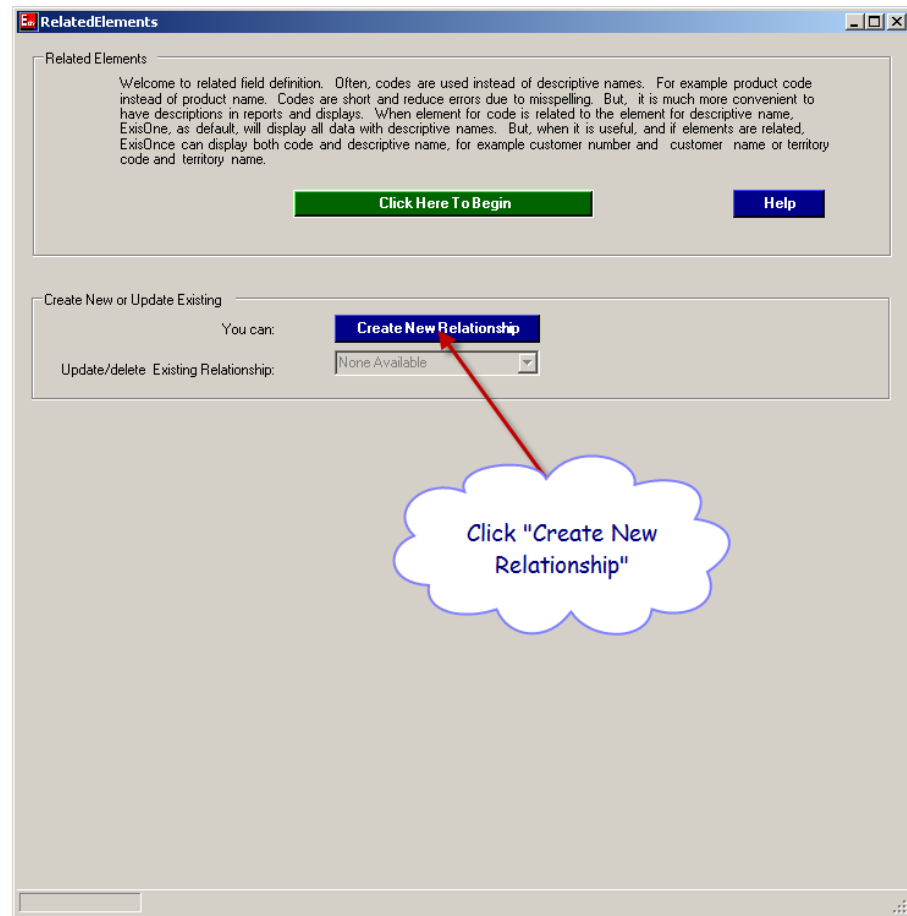 RelatedElements
Related Elements
Welcome to related field definition. Often, codes are used instead of descriptive names. For example product code
instead of product name. Codes are short and reduce errors due to misspelling. But, it is much more convenient to
have descriptions in reports and displays. When element for code is related to the element for descriptive name,
ExisOne, as default, will display all data with descriptive names. But, when it is useful, and if elements are related,
ExisOnce can display both code and descriptive name, for example customer number and customer name or territory
code and territory name.
Click Here To Begin
Help
Create New or Update Existing
You can:
Create New Relationship
Update/delete Existing Relationship:
None Available
Click "Create New
Relationship"